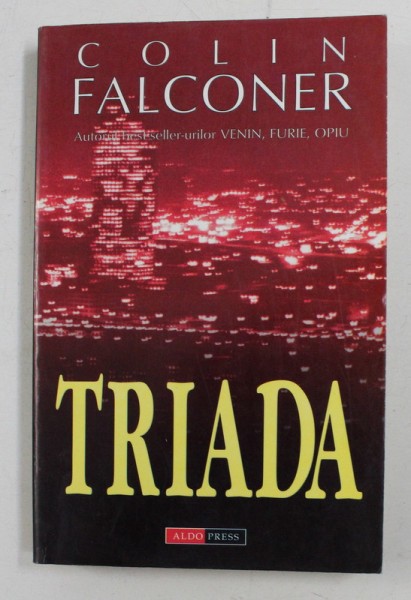 COLIN
FALCONER
Autorul best-seller-urilor VENIN, FURIE, OPIU
TRIADA
ALDO PRESS